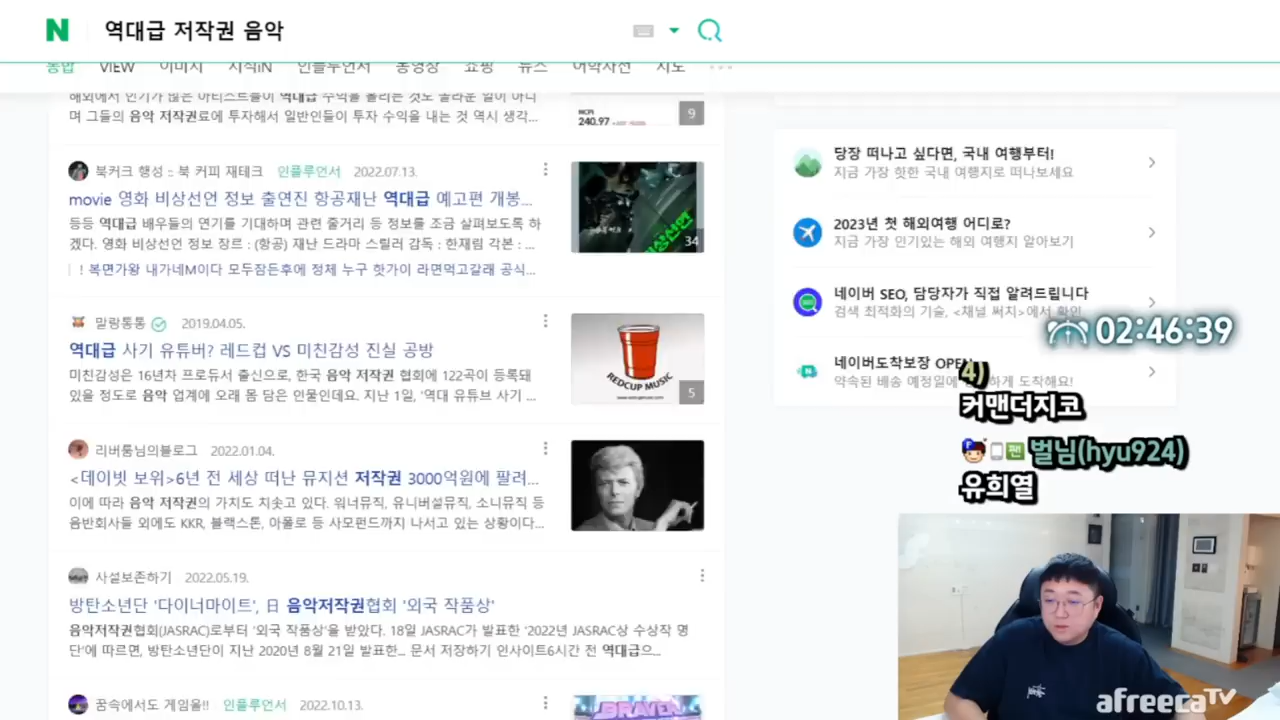 N 역대급 저작권 음악
통합 VIEW 이미지 지식iN 인플루언서 동영상 쇼핑 뉴스 어학사전 지도
해외에서 인기가 많은 아티스트들이 역대급 수익을 올리는 것도 놀라운 일이 아니
며 그들의 음악 저작권료에 투자해서 일반인들이 투자 수익을 내는 것 역시 생각...
240.97
9
북커크 행성 :: 북 커피 재테크 인플루언서 2022.07.13.
movie 영화 비상선언 정보 출연진 항공재난 역대급 예고편 개봉...
등등 역대급 배우들의 연기를 기대하며 관련 줄거리 등 정보를 조금 살펴보도록 하
겠다. 영화 비상선언 정보 장르 : (항공) 재난 드라마 스릴러 감독 : 한재림 각본 : ...
! 복면가왕 내가네M이다 모두잠든후에 정체 누구 핫가이 라면먹고갈래 공식...
34
말랑통통 2019.04.05.
역대급 사기 유튜버? 레드컵 VS 미친감성 진실 공방
미친감성은 16년차 프로듀서 출신으로, 한국 음악 저작권 협회에 122곡이 등록돼
있을 정도로 음악 업계에 오래 몸 담은 인물인데요. 지난 1일, '역대 유튜브 사기 ...
REDCUP MUSIC
5
리버룸님의블로그 2022.01.04.
<데이빗 보위>6년 전 세상 떠난 뮤지션 저작권 3000억원에 팔려...
이에 따라 음악 저작권의 가치도 치솟고 있다. 워너뮤직, 유니버설뮤직, 소니뮤직 등
음반회사들 외에도 KKR, 블랙스톤, 아폴로 등 사모펀드까지 나서고 있는 상황이다...
사설보존하기 2022.05.19.
방탄소년단 '다이너마이트', 日 음악저작권협회 '외국 작품상'
음악저작권협회(JASRAC)로부터 '외국 작품상'을 받았다. 18일 JASRAC가 발표한 '2022년 JASRAC상 수상작 명
단'에 따르면, 방탄소년단이 지난 2020년 8월 21일 발표한... 문서 저장하기 인사이트6시간 전 역대급으...
꿈속에서도 게임을!! 인플루언서 2022.10.13.
BRAVE
당장 떠나고 싶다면, 국내 여행부터!
지금 가장 핫한 국내 여행지로 떠나보세요
2023년 첫 해외여행 어디로?
지금 가장 인기있는 해외 여행지 알아보기
네이버 SEO, 담당자가 직접 알려드립니다
검색 최적화의 기술, <채널 써치>에서 확인
네이버도착보장 OPEN
약속된 배송 예정일에 하게 도착해요!
02:46:39
4)
커맨더지코
팬 벌님(hyu924)
유희열
afreecaTV